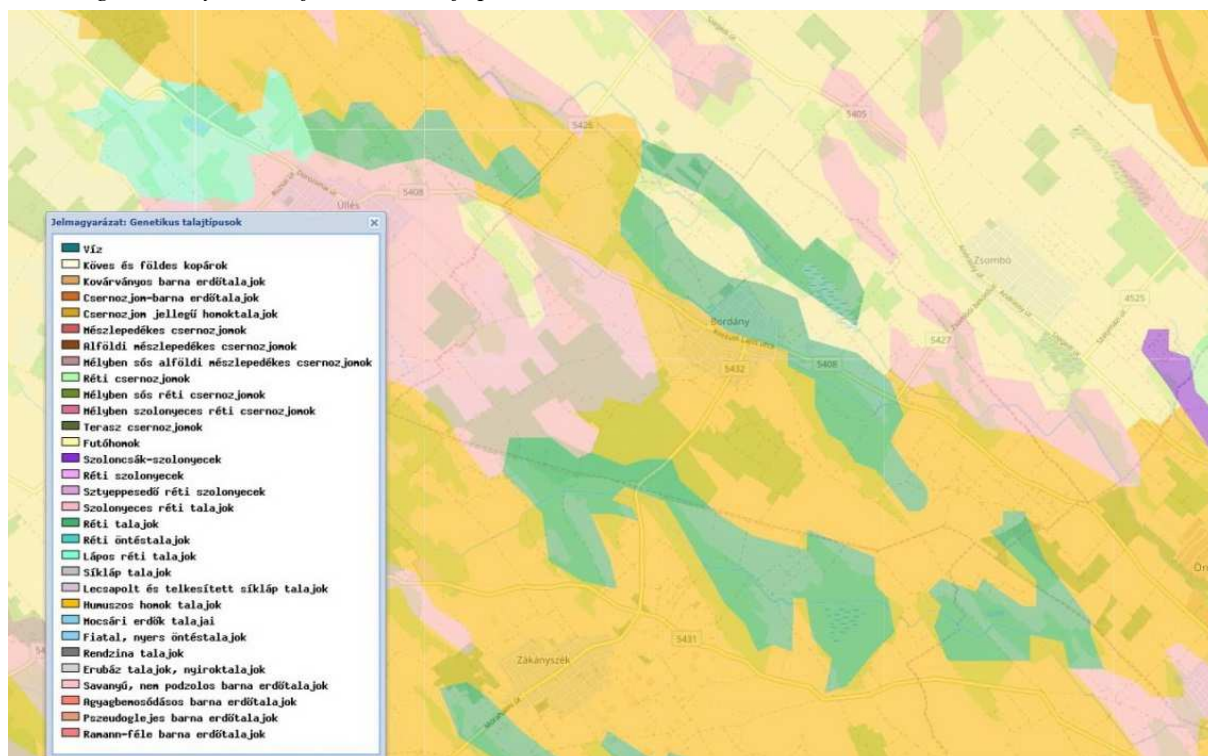 5405
5426
5408
Dorozsmai út
Üllés
Jelmagyarázat: Genetikus talajtípusok
Víz
Köves és földes kopárok
Kovárványos barna erdőtalajok
Csernozjom-barna erdőtalajok
Csernozjom jellegű homoktalajok
Mészlepedékes csernozjomok
Alföldi mészlepedékes csernozjomok
Mélyben sós alföldi mészlepedékes csernozjomok
Réti csernozjomok
Mélyben sós réti csernozjomok
Mélyben szolonyeces réti csernozjomok
Terasz csernozjomok
Futóhomok
Szoloncsák-szolonyecek
Réti szolonyecek
Sztyeppesedő réti szolonyecek
Szolonyeces réti talajok
Réti talajok
Réti öntéstalajok
Lápos réti talajok
Síkláp talajok
Lecsapolt és telkesített síkláp talajok
Humuszos homok talajok
Mocsári erdők talajai
Fiatal, nyers öntéstalajok
Rendzina talajok
Erubáz talajok, nyiroktalajok
Savanyú, nem podzolos barna erdőtalajok
Agyagbemosódásos barna erdőtalajok
Pszeudoglejes barna erdőtalajok
Ramann-féle barna erdőtalajok
Zsombó
4525
Bordány
5427
5408
5432
5431
Zákányszék